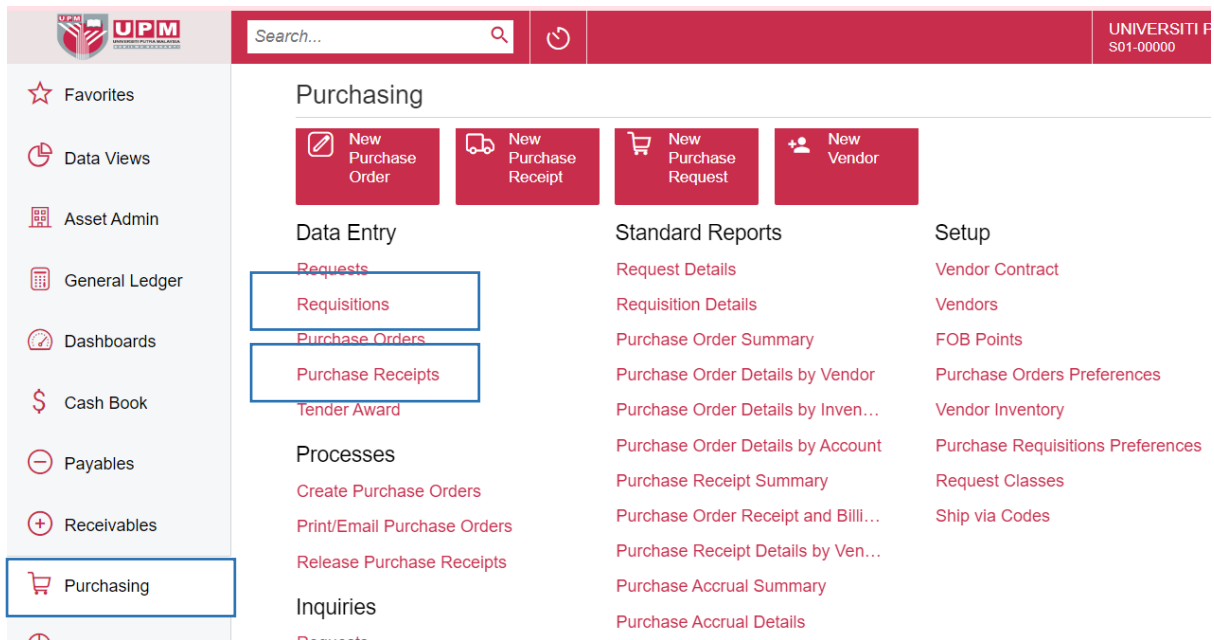 UPM
UPM
UNIVERSITI PUTRA MALAYSIA
Search...
UNIVERSITI P
S01-00000
Favorites
Data Views
Asset Admin
General Ledger
Dashboards
Cash Book
Payables
Receivables
Purchasing
Purchasing
New
Purchase
Order
New
Purchase
Receipt
New
Purchase
Request
New
Vendor
Data Entry
Requests
Requisitions
Purchase Orders
Purchase Receipts
Tender Award
Processes
Create Purchase Orders
Print/Email Purchase Orders
Release Purchase Receipts
Inquiries
Requests
Standard Reports
Request Details
Requisition Details
Purchase Order Summary
Purchase Order Details by Vendor
Purchase Order Details by Inven...
Purchase Order Details by Account
Purchase Receipt Summary
Purchase Order Receipt and Billi...
Purchase Receipt Details by Ven...
Purchase Accrual Summary
Purchase Accrual Details
Setup
Vendor Contract
Vendors
FOB Points
Purchase Orders Preferences
Vendor Inventory
Purchase Requisitions Preferences
Request Classes
Ship via Codes